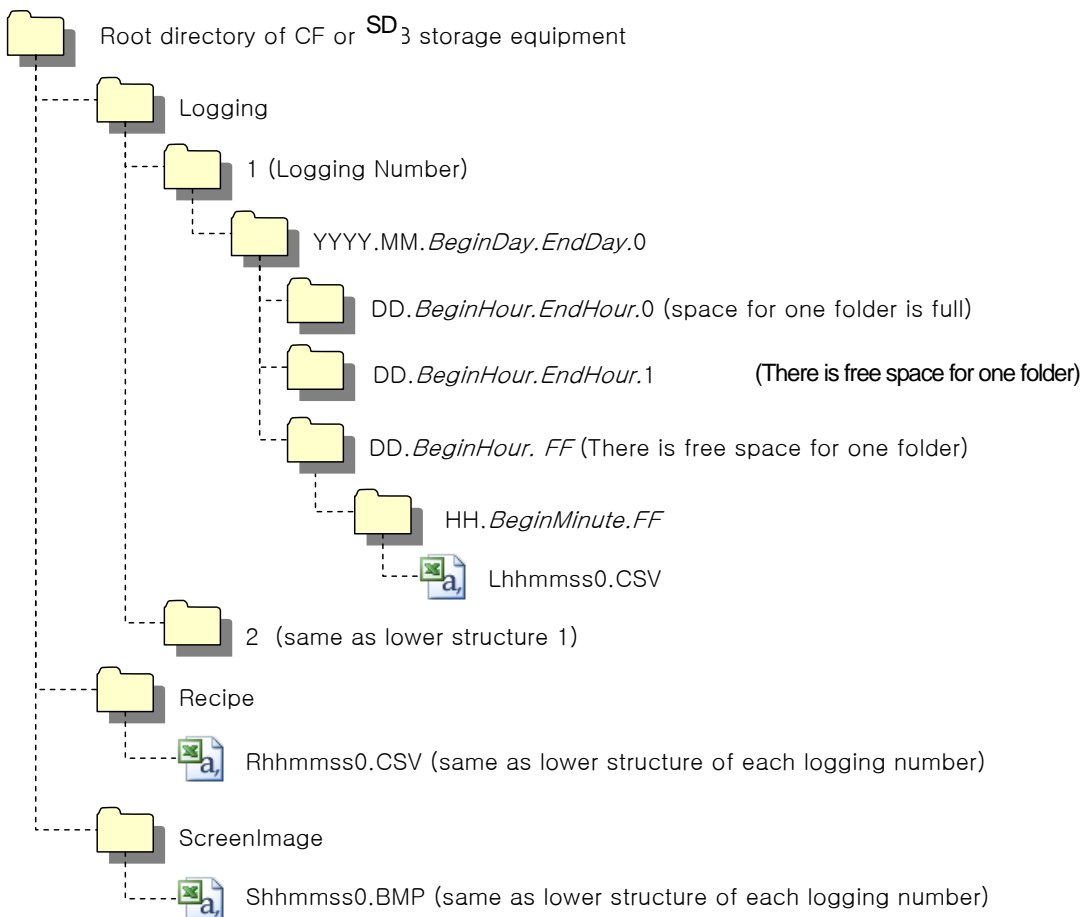 Root directory of CF or SD storage equipment
Logging
1 (Logging Number)
YYYY.MM.BeginDay.EndDay.0
DD.BeginHour.EndHour.0 (space for one folder is full)
DD.BeginHour.EndHour.1 (There is free space for one folder)
DD.BeginHour. FF (There is free space for one folder)
HH.BeginMinute.FF
a,
Lhhmmss0.CSV
2 (same as lower structure 1)
Recipe
a,
Rhhmmss0.CSV (same as lower structure of each logging number)
ScreenImage
a,
Shhmmss0.BMP (same as lower structure of each logging number)